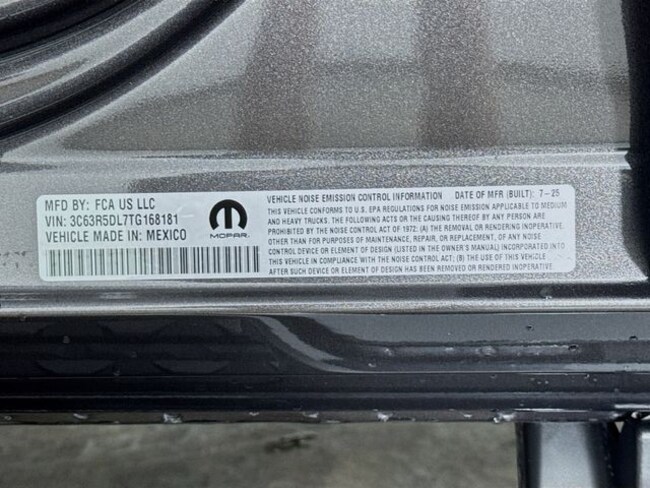 MFD BY: FCA US LLC
VIN: 3C63R5DL7TG168181
VEHICLE MADE IN: MEXICO
MOPAR
VEHICLE NOISE EMISSION CONTROL INFORMATION DATE OF MFR (BUILT): 7-25
THIS VEHICLE CONFORMS TO U.S. EPA REGULATIONS FOR NOISE EMISSION APPLICABLE TO MEDIUM
AND HEAVY TRUCKS. THE FOLLOWING ACTS OR THE CAUSING THEREOF BY ANY PERSON ARE
PROHIBITED BY THE NOISE CONTROL ACT OF 1972: (A) THE REMOVAL OR RENDERING INOPERATIVE,
OTHER THAN FOR PURPOSES OF MAINTENANCE, REPAIR, OR REPLACEMENT, OF ANY NOISE
CONTROL DEVICE OR ELEMENT OF DESIGN (LISTED IN THE OWNER'S MANUAL) INCORPORATED INTO
THIS VEHICLE IN COMPLIANCE WITH THE NOISE CONTROL ACT; (B) THE USE OF THIS VEHICLE
AFTER SUCH DEVICE OR ELEMENT OF DESIGN HAS BEEN REMOVED OR RENDERED INOPERATIVE.